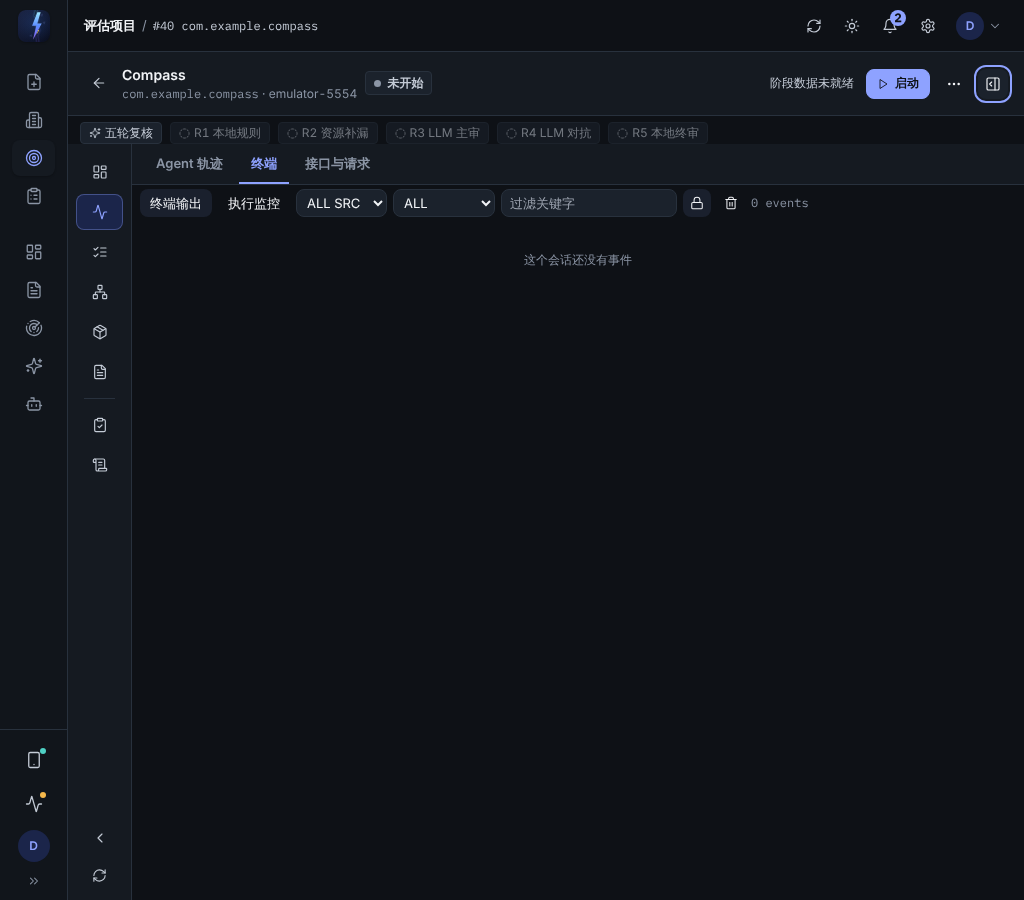 评估项目 / #40 com.example.compass
2
D
Compass
com.example.compass · emulator-5554
未开始
阶段数据未就绪
启动
五轮复核
R1 本地规则
R2 资源补漏
R3 LLM 主审
R4 LLM 对抗
R5 本地终审
Agent 轨迹
终端
接口与请求
终端输出
执行监控
ALL SRC
ALL
过滤关键字
0 events
这个会话还没有事件
D